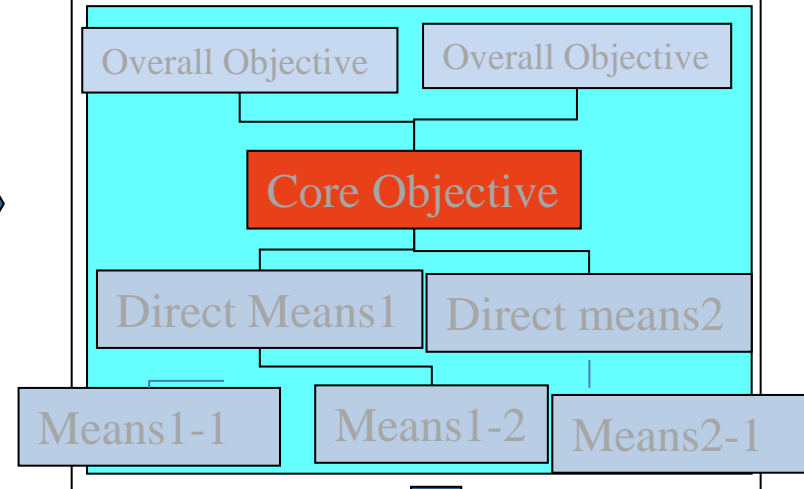 Overall Objective
Overall Objective
Core Objective
Direct Means1
Direct means2
Means1-1
Means1-2
Means2-1